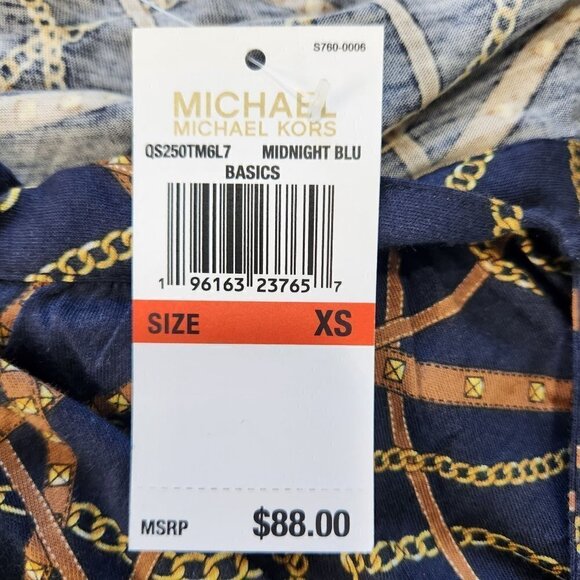 S760-0006
MICHAEL
MICHAEL KORS
QS250TM6L7 MIDNIGHT BLU
BASICS
1 96163 23765 7
SIZE XS
MSRP $88.00